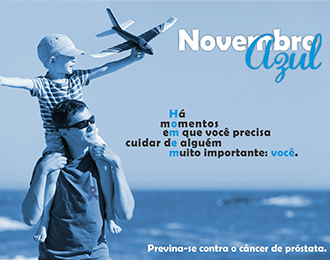 Novembro
Azul
Há
momentos
em que você precisa
cuidar de alguém
muito importante: você.
Previna-se contra o câncer de próstata.